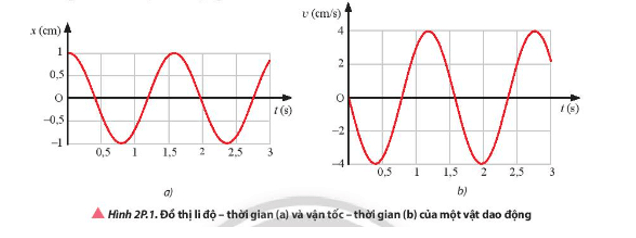 x (cm)
1
0,5
O
-0,5
-1
0,5 1 1,5 2 2,5 3
t (s)
a)
v (cm/s)
4
2
O
-2
-4
0,5 1 1,5 2 2,5 3
t (s)
b)
▲ Hình 2P.1. Đồ thị li độ – thời gian (a) và vận tốc – thời gian (b) của một vật dao động